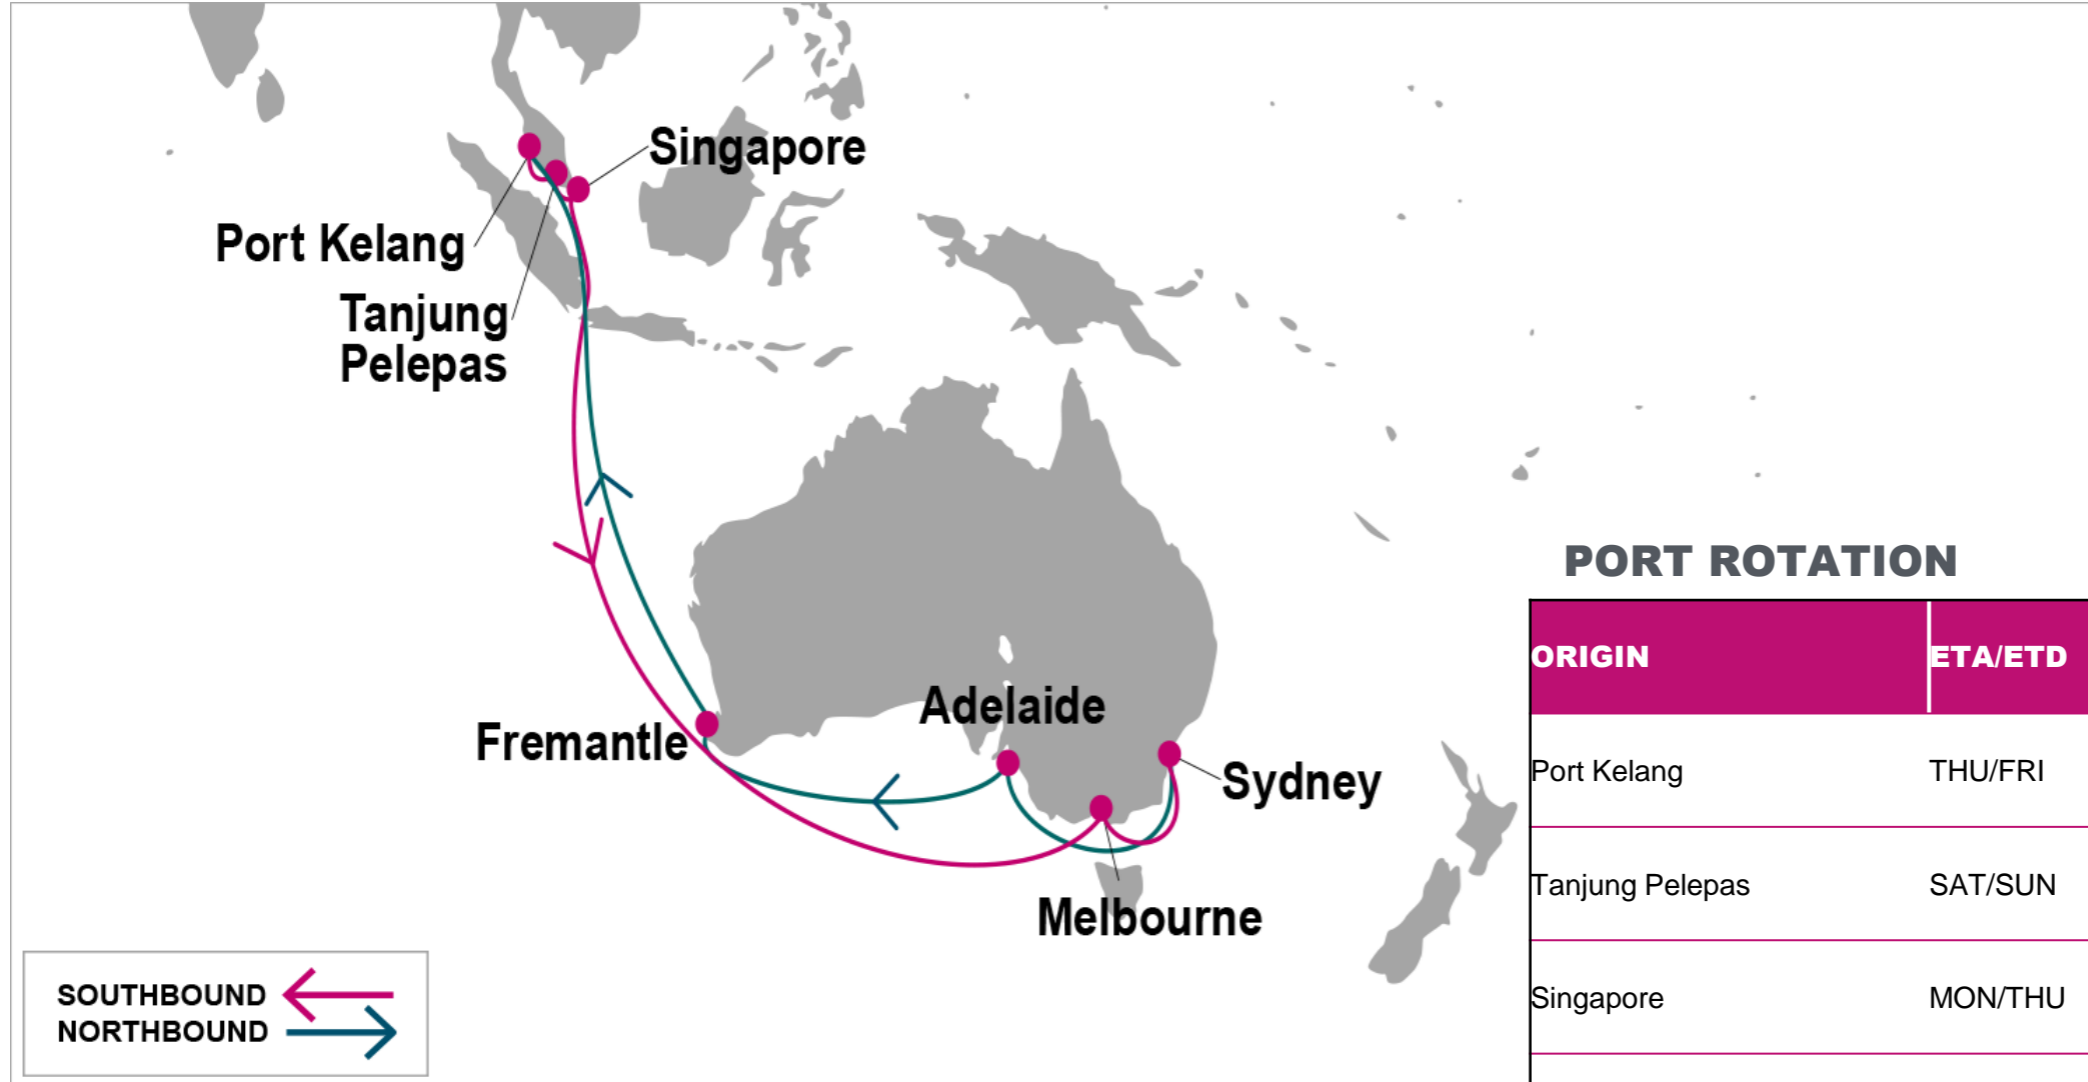 Singapore
Port Kelang
Tanjung
Pelepas
Fremantle
Adelaide
Sydney
Melbourne
SOUTHBOUND
NORTHBOUND
PORT ROTATION
ORIGIN ETA/ETD
Port Kelang THU/FRI
Tanjung Pelepas SAT/SUN
Singapore MON/THU